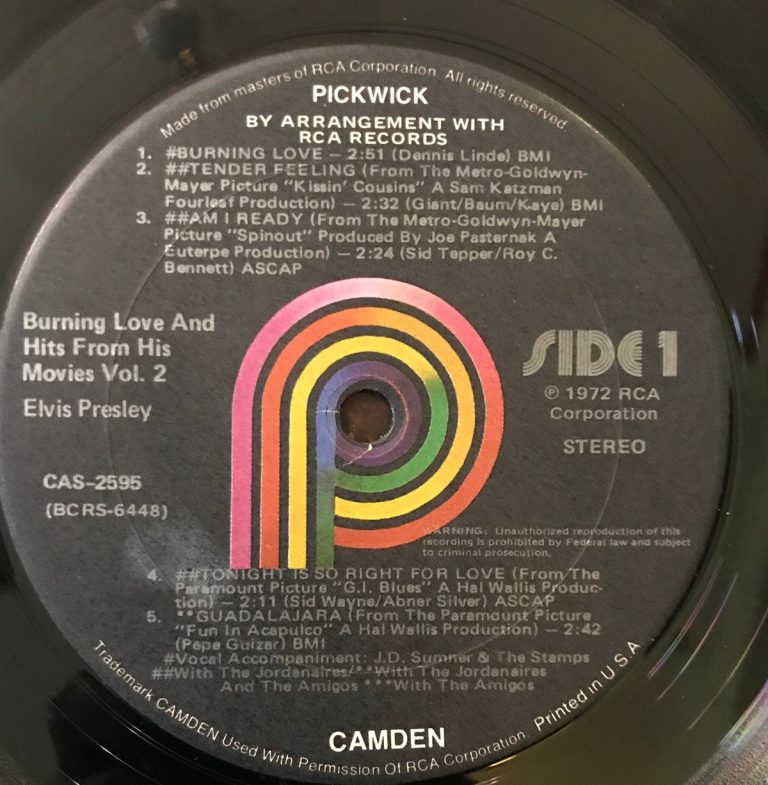 Made from masters of RCA Corporation. All rights reserved.
PICKWICK
BY ARRANGEMENT WITH
RCA RECORDS
1. #BURNING LOVE – 2:51 (Dennis Linde) BMI
2. ##TENDER FEELING (From The Metro-Goldwyn-
Mayer Picture "Kissin' Cousins" A Sam Katzman
Fourleaf Production) – 2:32 (Giant/Baum/Kaye) BMI
3. ##AM I READY (From The Metro-Goldwyn-Mayer
Picture "Spinout" Produced By Joe Pasternak A
Euterpe Production) – 2:24 (Sid Tepper/Roy C.
Bennett) ASCAP
Burning Love And
Hits From His
Movies Vol. 2
Elvis Presley
CAS-2595
(BCRS-6448)
SIDE 1
℗ 1972 RCA
Corporation
STEREO
WARNING: Unauthorized reproduction of this
recording is prohibited by Federal law and subject
to criminal prosecution.
4. ##TONIGHT IS SO RIGHT FOR LOVE (From The
Paramount Picture "G.I. Blues" A Hal Wallis Produc-
tion) – 2:11 (Sid Wayne/Abner Silver) ASCAP
5. **GUADALAJARA (From The Paramount Picture
"Fun In Acapulco" A Hal Wallis Production) – 2:42
(Pepe Guizar) BMI
#Vocal Accompaniment: J.D. Sumner & The Stamps
##With The Jordanaires/**With The Jordanaires
And The Amigos ***With The Amigos
CAMDEN
Trademark CAMDEN Used With Permission Of RCA Corporation. Printed in U.S.A.